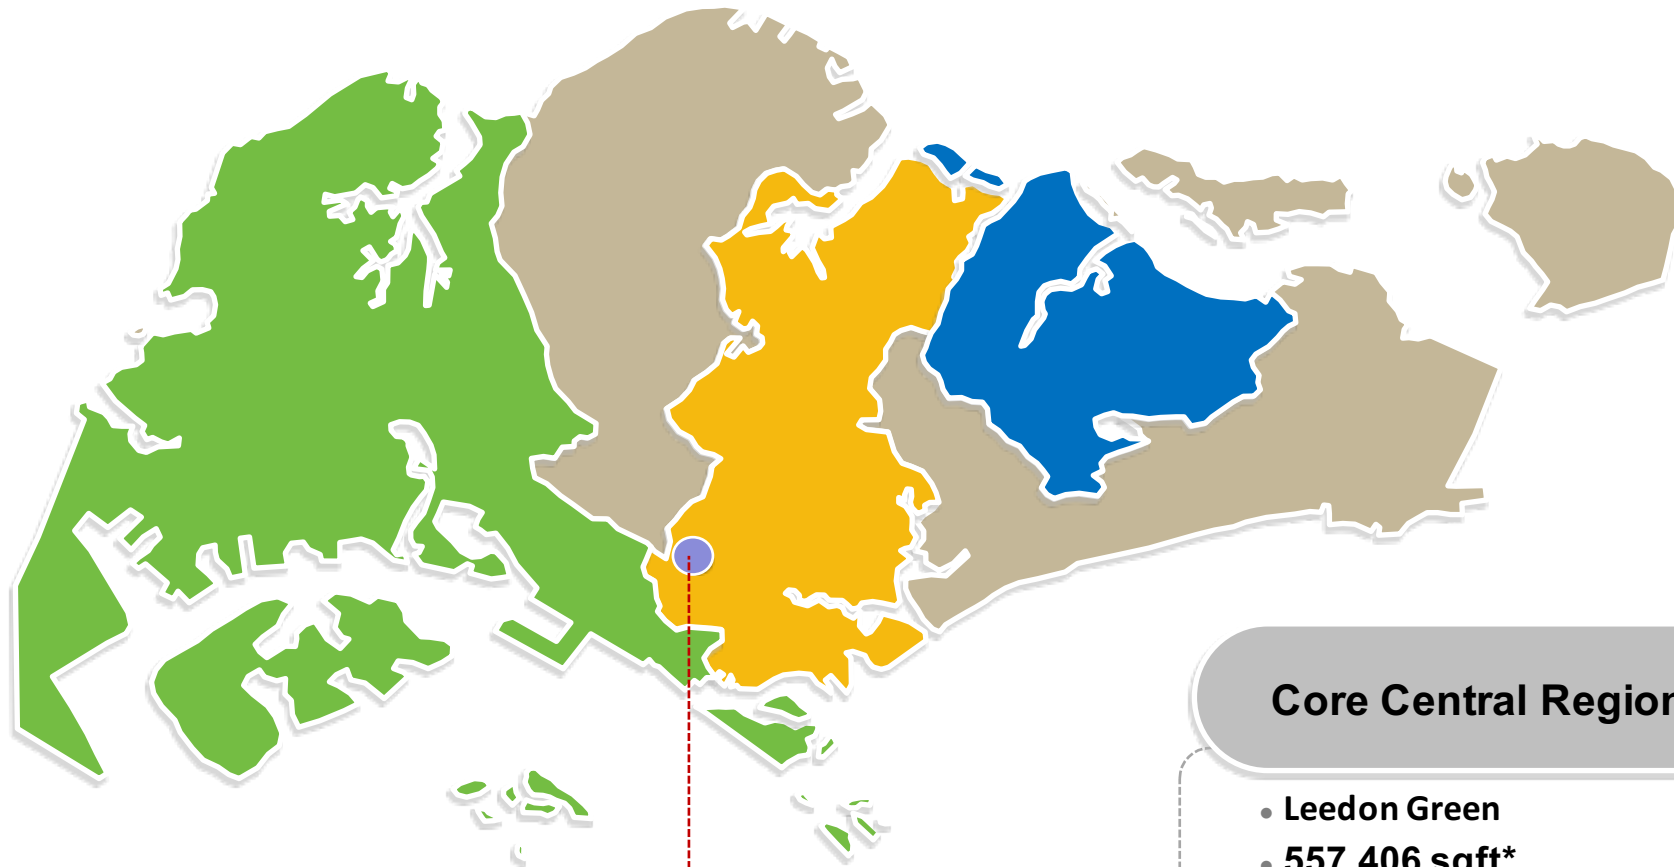 Core Central Region
• Leedon Green
• 557,406 sqft*